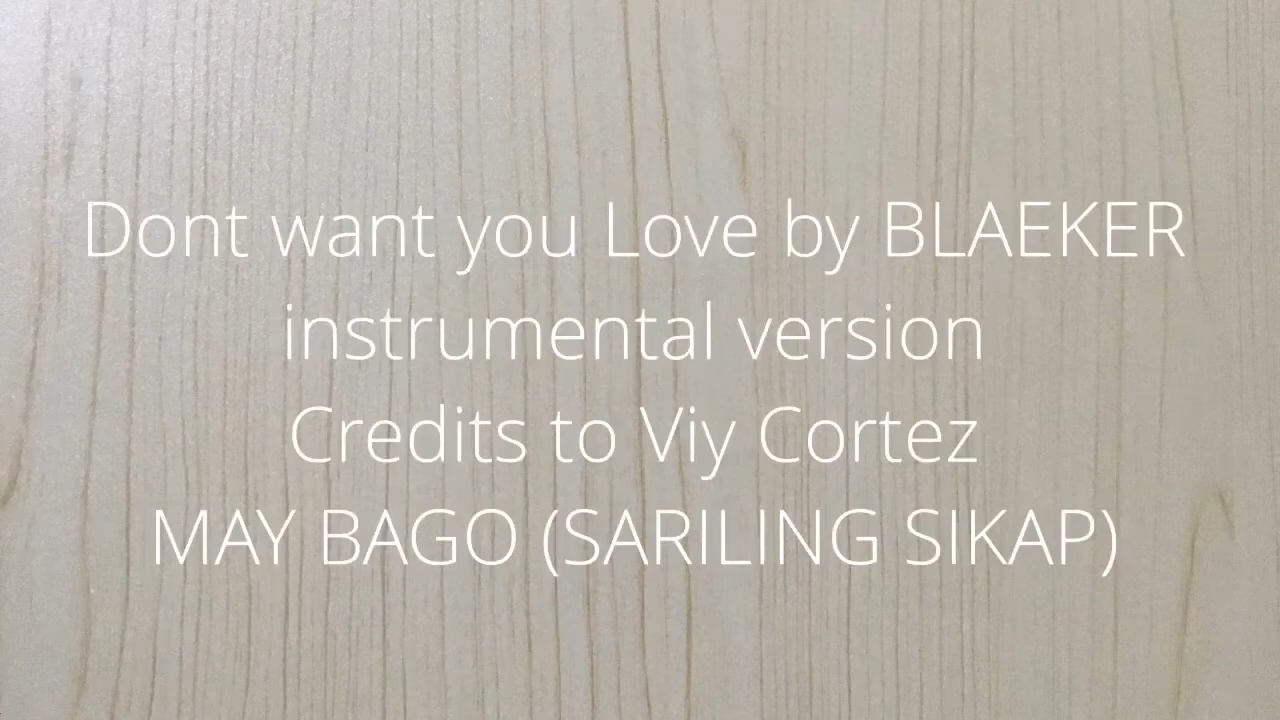 Dont want you Love by BLAEKER
instrumental version
Credits to Viy Cortez
MAY BAGO (SARILING SIKAP)